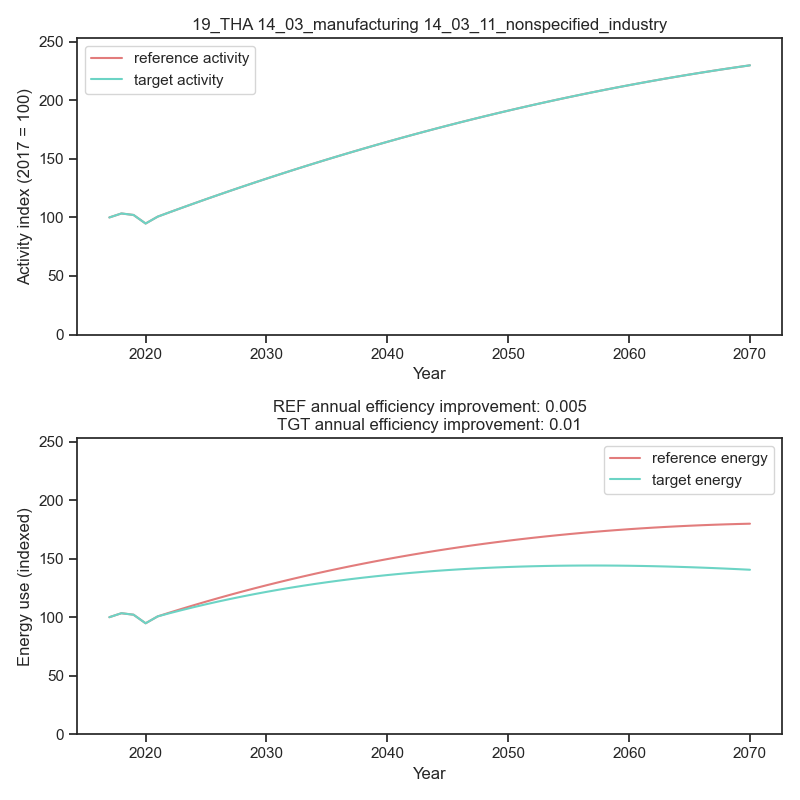 19_THA 14_03_manufacturing 14_03_11_nonspecified_industry
250
200
150
100
50
0
Activity index (2017 = 100)
reference activity
target activity
2020
2030
2040
2050
2060
2070
Year
REF annual efficiency improvement: 0.005
TGT annual efficiency improvement: 0.01
250
200
150
100
50
0
Energy use (indexed)
reference energy
target energy
2020
2030
2040
2050
2060
2070
Year